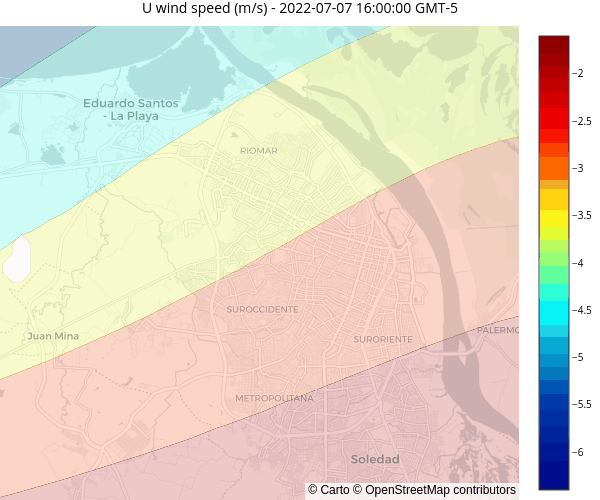 U wind speed (m/s) - 2022-07-07 16:00:00 GMT-5
Eduardo Santos
- La Playa
RIOMAR
SUROCCIDENTE
Juan Mina
SURORIENTE
PALERMO
METROPOLITANA
Soledad
© Carto © OpenStreetMap contributors
−2
−2.5
−3
−3.5
−4
−4.5
−5
−5.5
−6